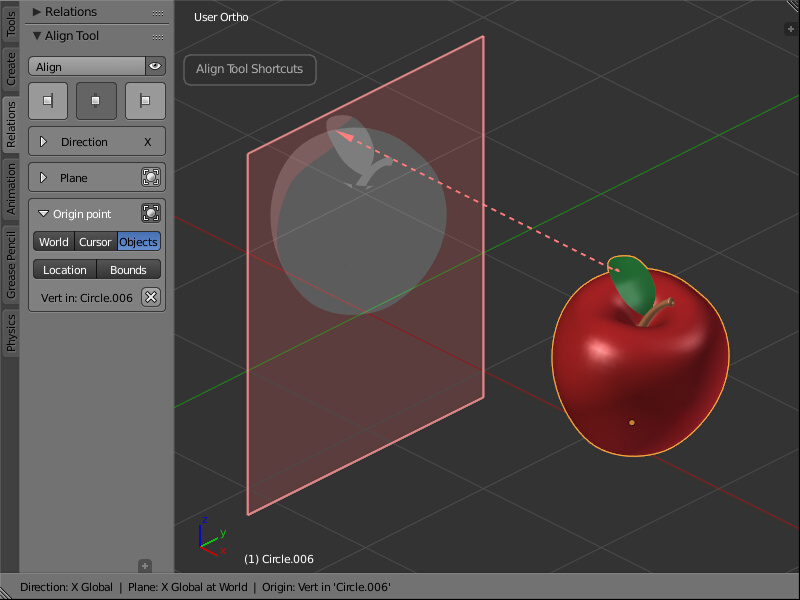 Tools
Create
Relations
Animation
Grease Pencil
Physics
Relations
Align Tool
Align
Direction X
Plane
Origin point
World Cursor Objects
Location Bounds
Vert in: Circle.006
User Ortho
Align Tool Shortcuts
z
y
x
(1) Circle.006
Direction: X Global | Plane: X Global at World | Origin: Vert in 'Circle.006'